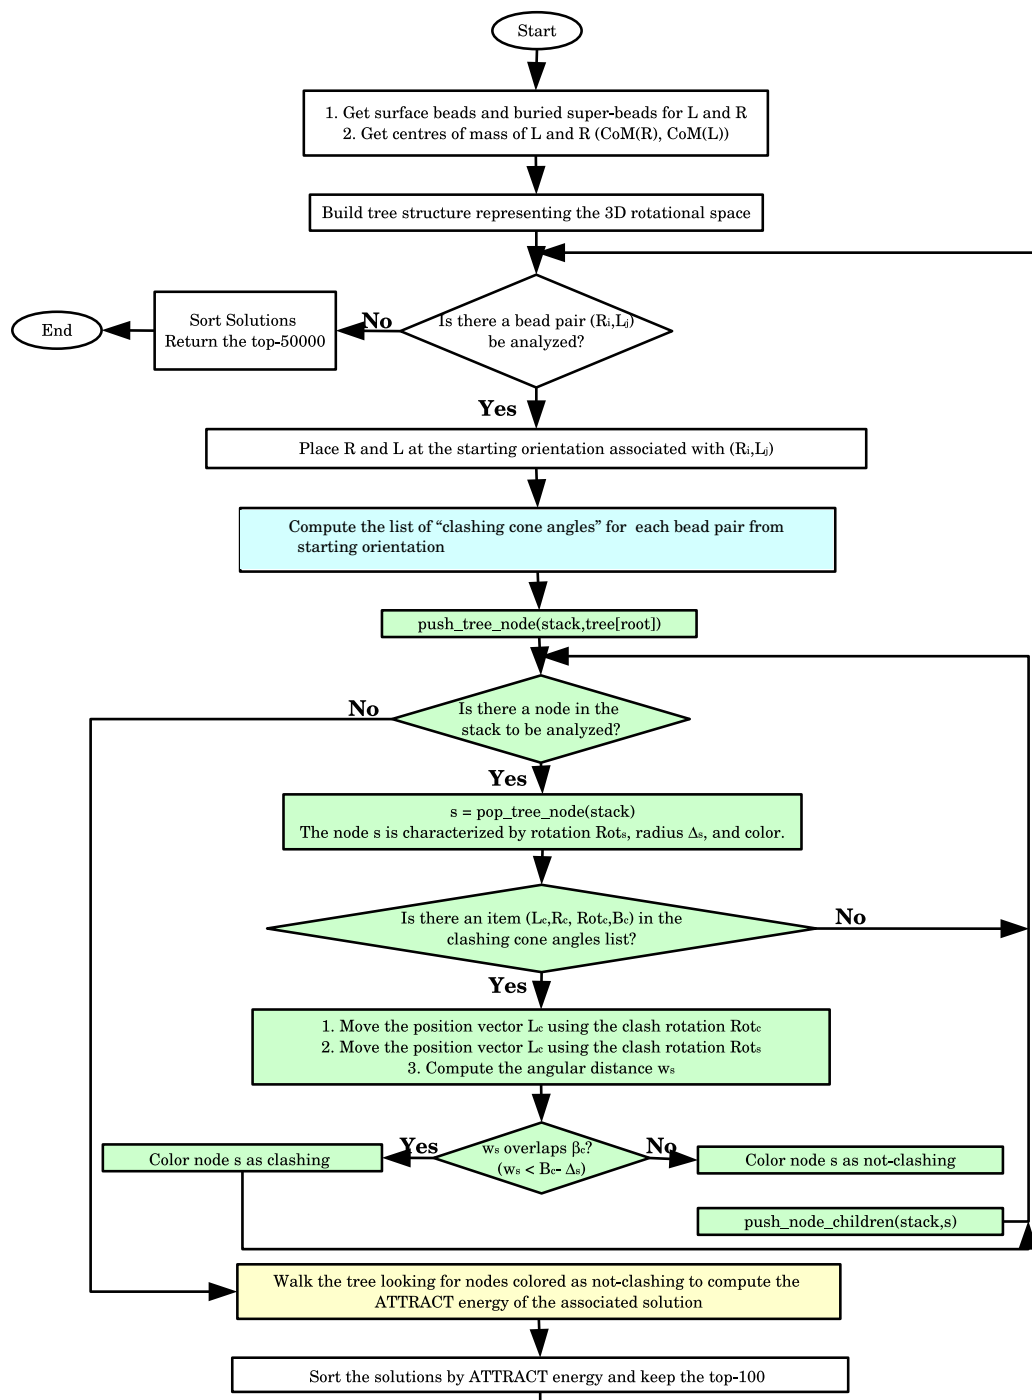 Start
1. Get surface beads and buried super-beads for L and R
2. Get centres of mass of L and R (CoM(R), CoM(L))
Build tree structure representing the 3D rotational space
Is there a bead pair (Ri,Lj)
be analyzed?
No
Sort Solutions
Return the top-50000
End
Yes
Place R and L at the starting orientation associated with (Ri,Lj)
Compute the list of “clashing cone angles” for each bead pair from
starting orientation
push_tree_node(stack,tree[root])
Is there a node in the
stack to be analyzed?
No
Yes
s = pop_tree_node(stack)
The node s is characterized by rotation Rots, radius Δs, and color.
Is there an item (Lc,Rc, Rotc,Bc) in the
clashing cone angles list?
No
Yes
1. Move the position vector Lc using the clash rotation Rotc
2. Move the position vector Lc using the clash rotation Rots
3. Compute the angular distance ws
ws overlaps βc?
(ws < Bc- Δs)
Yes
No
Color node s as clashing
Color node s as not-clashing
push_node_children(stack,s)
Walk the tree looking for nodes colored as not-clashing to compute the
ATTRACT energy of the associated solution
Sort the solutions by ATTRACT energy and keep the top-100